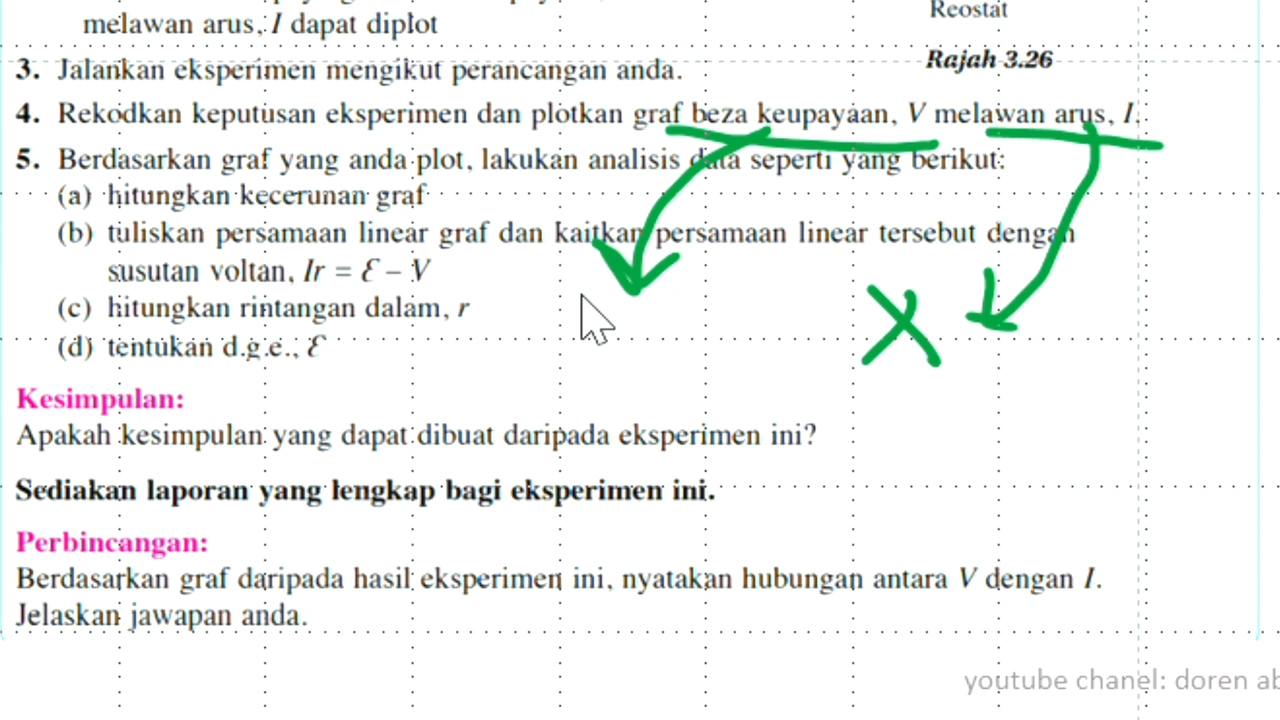 melawan arus, I dapat diplot
Reostat
Rajah 3.26
3. Jalankan eksperimen mengikut perancangan anda.
4. Rekodkan keputusan eksperimen dan plotkan graf beza keupayaan, V melawan arus, I.
5. Berdasarkan graf yang anda plot, lakukan analisis data seperti yang berikut:
(a) hitungkan kecerunan graf
(b) tuliskan persamaan linear graf dan kaitkan persamaan linear tersebut dengan
susutan voltan, Ir = ℰ – V
(c) hitungkan rintangan dalam, r
(d) tentukan d.g.e., ℰ
X
Kesimpulan:
Apakah kesimpulan yang dapat dibuat daripada eksperimen ini?
Sediakan laporan yang lengkap bagi eksperimen ini.
Perbincangan:
Berdasarkan graf daripada hasil eksperimen ini, nyatakan hubungan antara V dengan I.
Jelaskan jawapan anda.
youtube chanel: doren ab